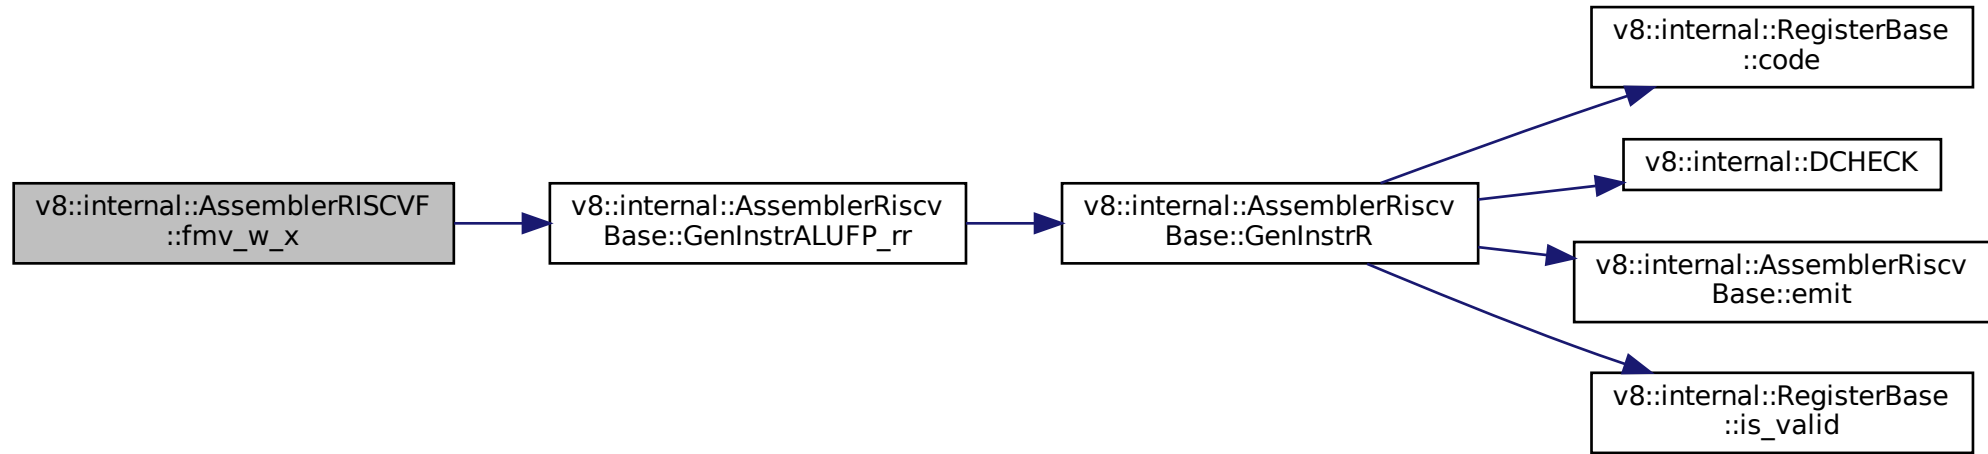 v8::internal::AssemblerRISCVF
::fmv_w_x
v8::internal::AssemblerRiscv
Base::GenInstrALUFP_rr
v8::internal::AssemblerRiscv
Base::GenInstrR
v8::internal::RegisterBase
::code
v8::internal::DCHECK
v8::internal::AssemblerRiscv
Base::emit
v8::internal::RegisterBase
::is_valid